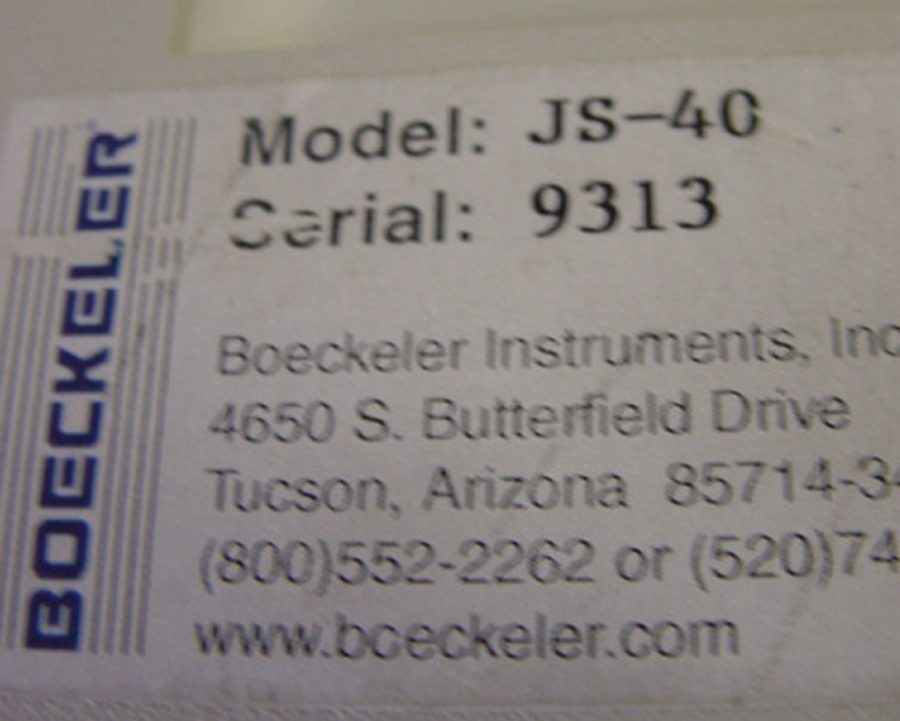 BOECKELER
Model: JS-40
Serial: 9313
Boeckeler Instruments, Inc
4650 S. Butterfield Drive
Tucson, Arizona 85714-34
(800)552-2262 or (520)74
www.boeckeler.com